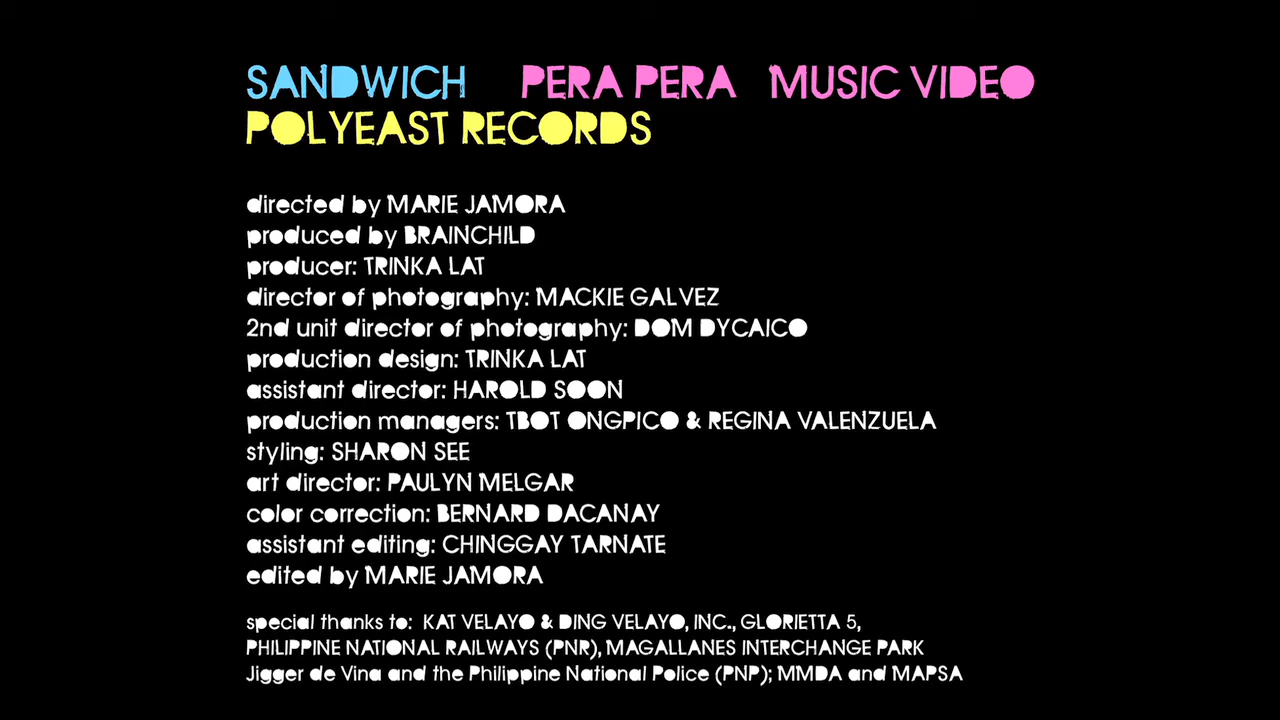 SANDWICH PERA PERA MUSIC VIDEO
POLYEAST RECORDS
directed by MARIE JAMORA
produced by BRAINCHILD
producer: TRINKA LAT
director of photography: MACKIE GALVEZ
2nd unit director of photography: DOM DYCAICO
production design: TRINKA LAT
assistant director: HAROLD SOON
production managers: TBOT ONGPICO & REGINA VALENZUELA
styling: SHARON SEE
art director: PAULYN MELGAR
color correction: BERNARD DACANAY
assistant editing: CHINGGAY TARNATE
edited by MARIE JAMORA
special thanks to: KAT VELAYO & DING VELAYO, INC., GLORIETTA 5,
PHILIPPINE NATIONAL RAILWAYS (PNR), MAGALLANES INTERCHANGE PARK
Jigger de Vina and the Philippine National Police (PNP); MMDA and MAPSA